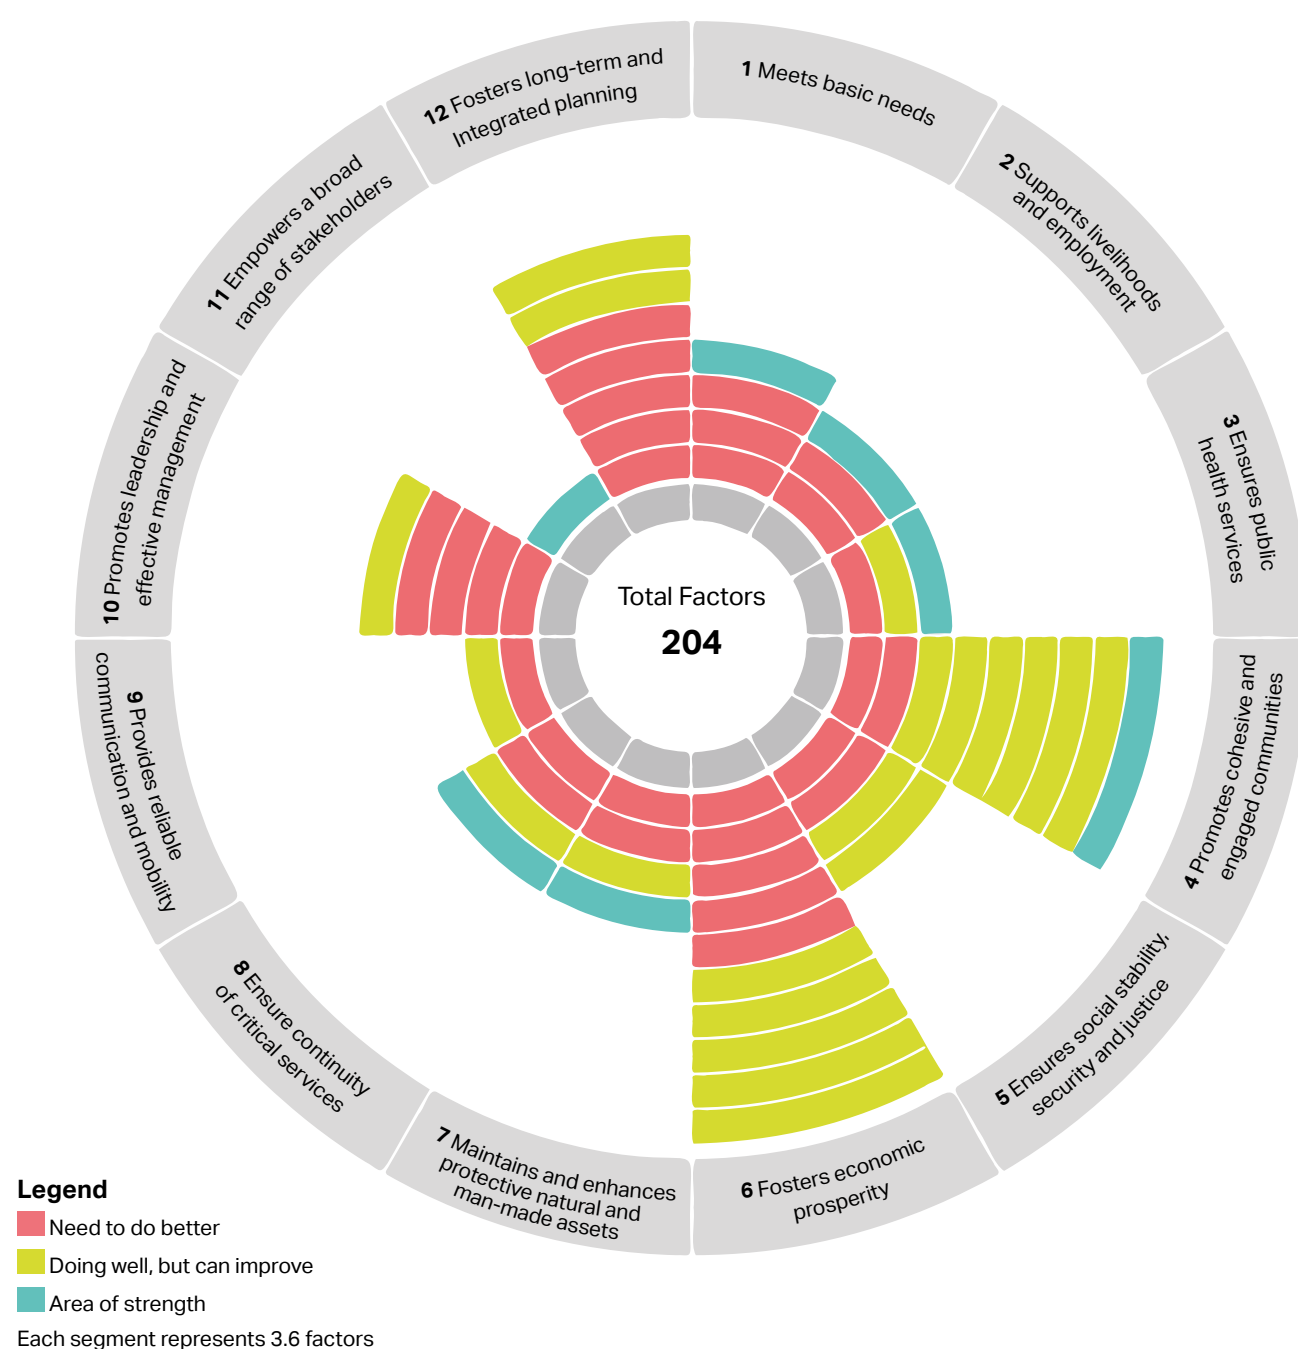 1 Meets basic needs
2 Supports livelihoods
and employment
3 Ensures public
health services
4 Promotes cohesive and
engaged communities
5 Ensures social stability,
security and justice
6 Fosters economic
prosperity
7 Maintains and enhances
protective natural and
man-made assets
8 Ensure continuity
of critical services
9 Provides reliable
communication and mobility
10 Promotes leadership and
effective management
11 Empowers a broad
range of stakeholders
12 Fosters long-term and
Integrated planning
Total Factors
204
Legend
Need to do better
Doing well, but can improve
Area of strength
Each segment represents 3.6 factors